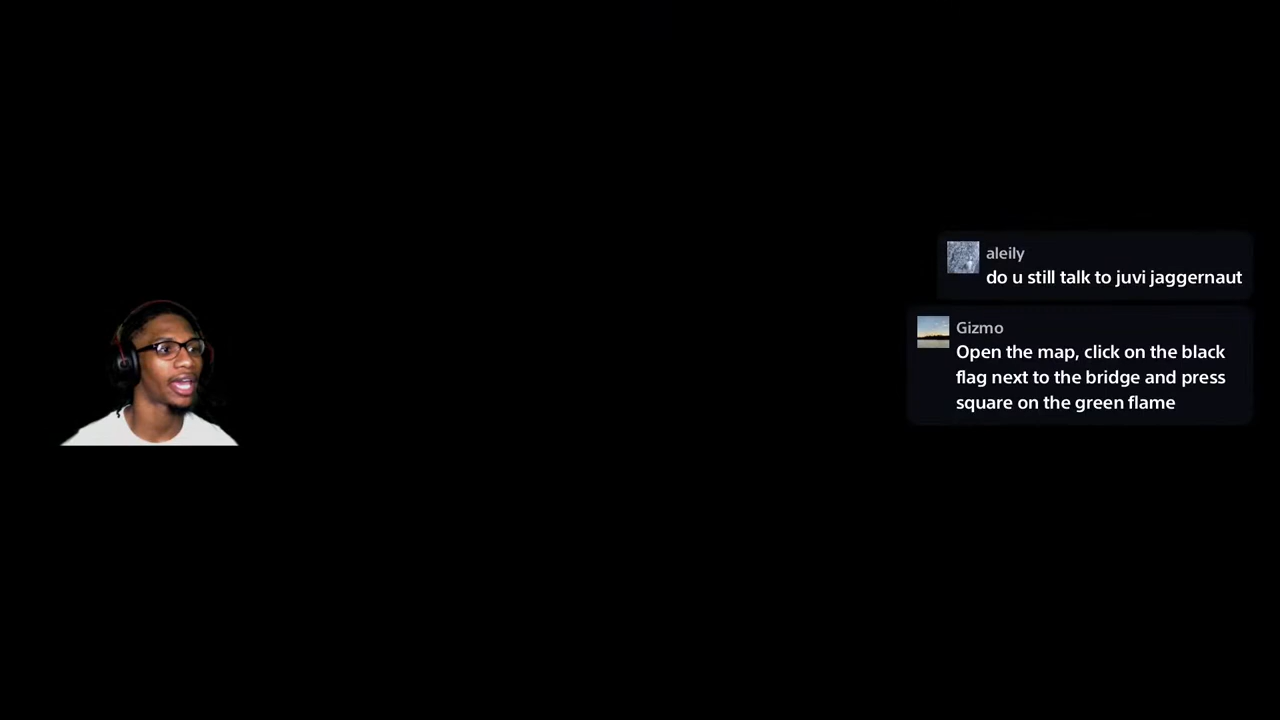 aleily
do u still talk to juvi jaggernaut
Gizmo
Open the map, click on the black
flag next to the bridge and press
square on the green flame